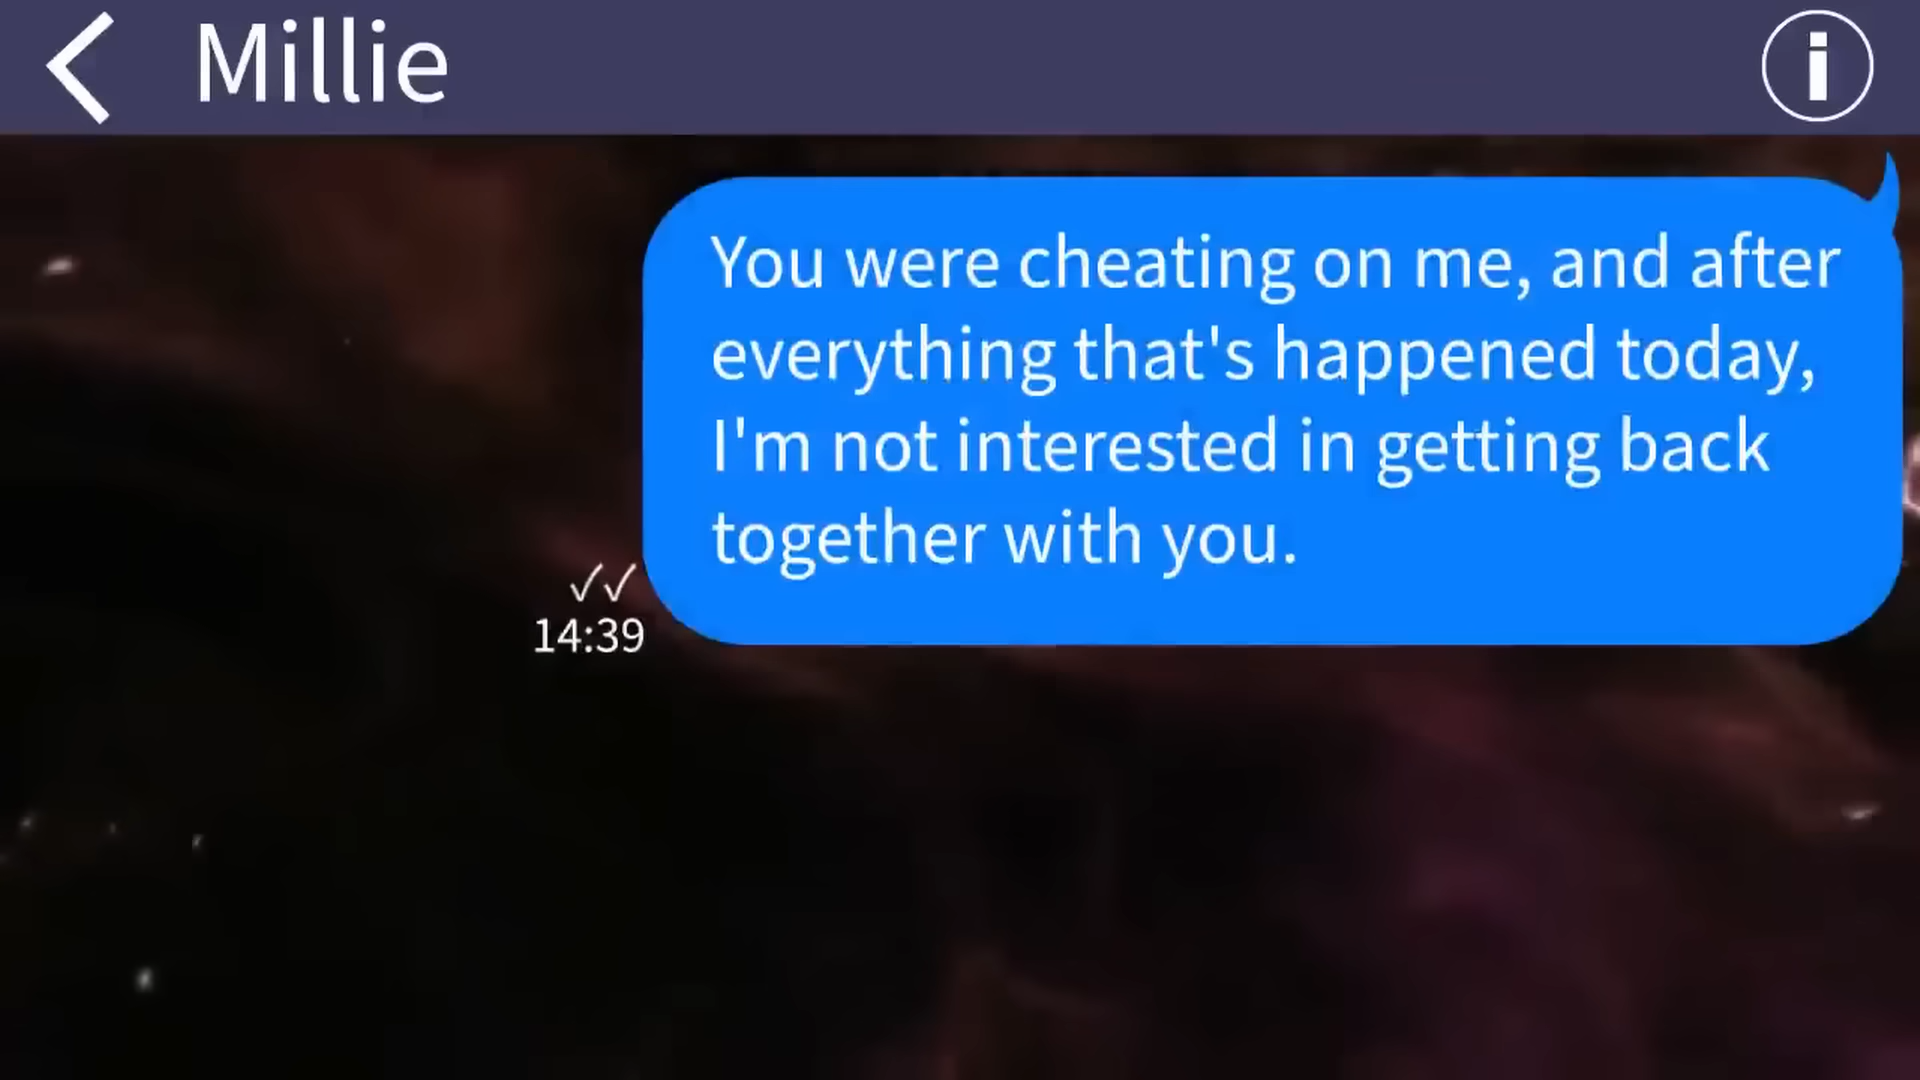 Millie
You were cheating on me, and after
everything that's happened today,
I'm not interested in getting back
together with you.
14:39